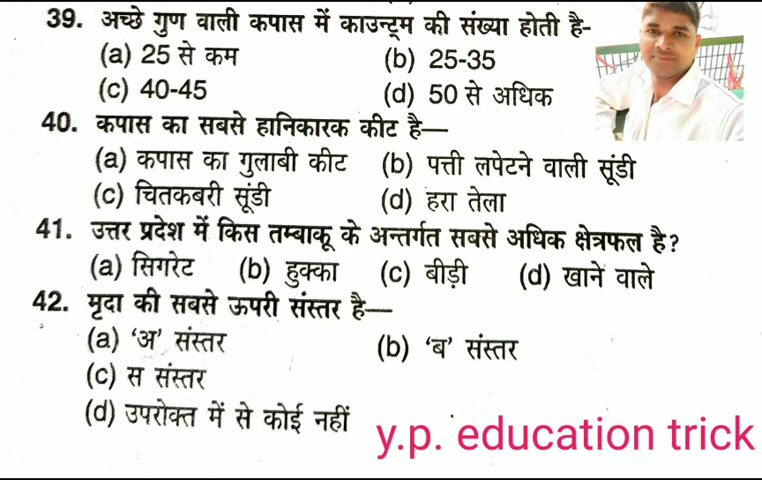 39. अच्छे गुण वाली कपास में काउन्ट्म की संख्या होती है-
(a) 25 से कम (b) 25-35
(c) 40-45 (d) 50 से अधिक
40. कपास का सबसे हानिकारक कीट है—
(a) कपास का गुलाबी कीट (b) पत्ती लपेटने वाली सूंडी
(c) चितकबरी सूंडी (d) हरा तेला
41. उत्तर प्रदेश में किस तम्बाकू के अन्तर्गत सबसे अधिक क्षेत्रफल है?
(a) सिगरेट (b) हुक्का (c) बीड़ी (d) खाने वाले
42. मृदा की सबसे ऊपरी संस्तर है—
(a) ‘अ’ संस्तर (b) ‘ब’ संस्तर
(c) स संस्तर
(d) उपरोक्त में से कोई नहीं
y.p. education trick